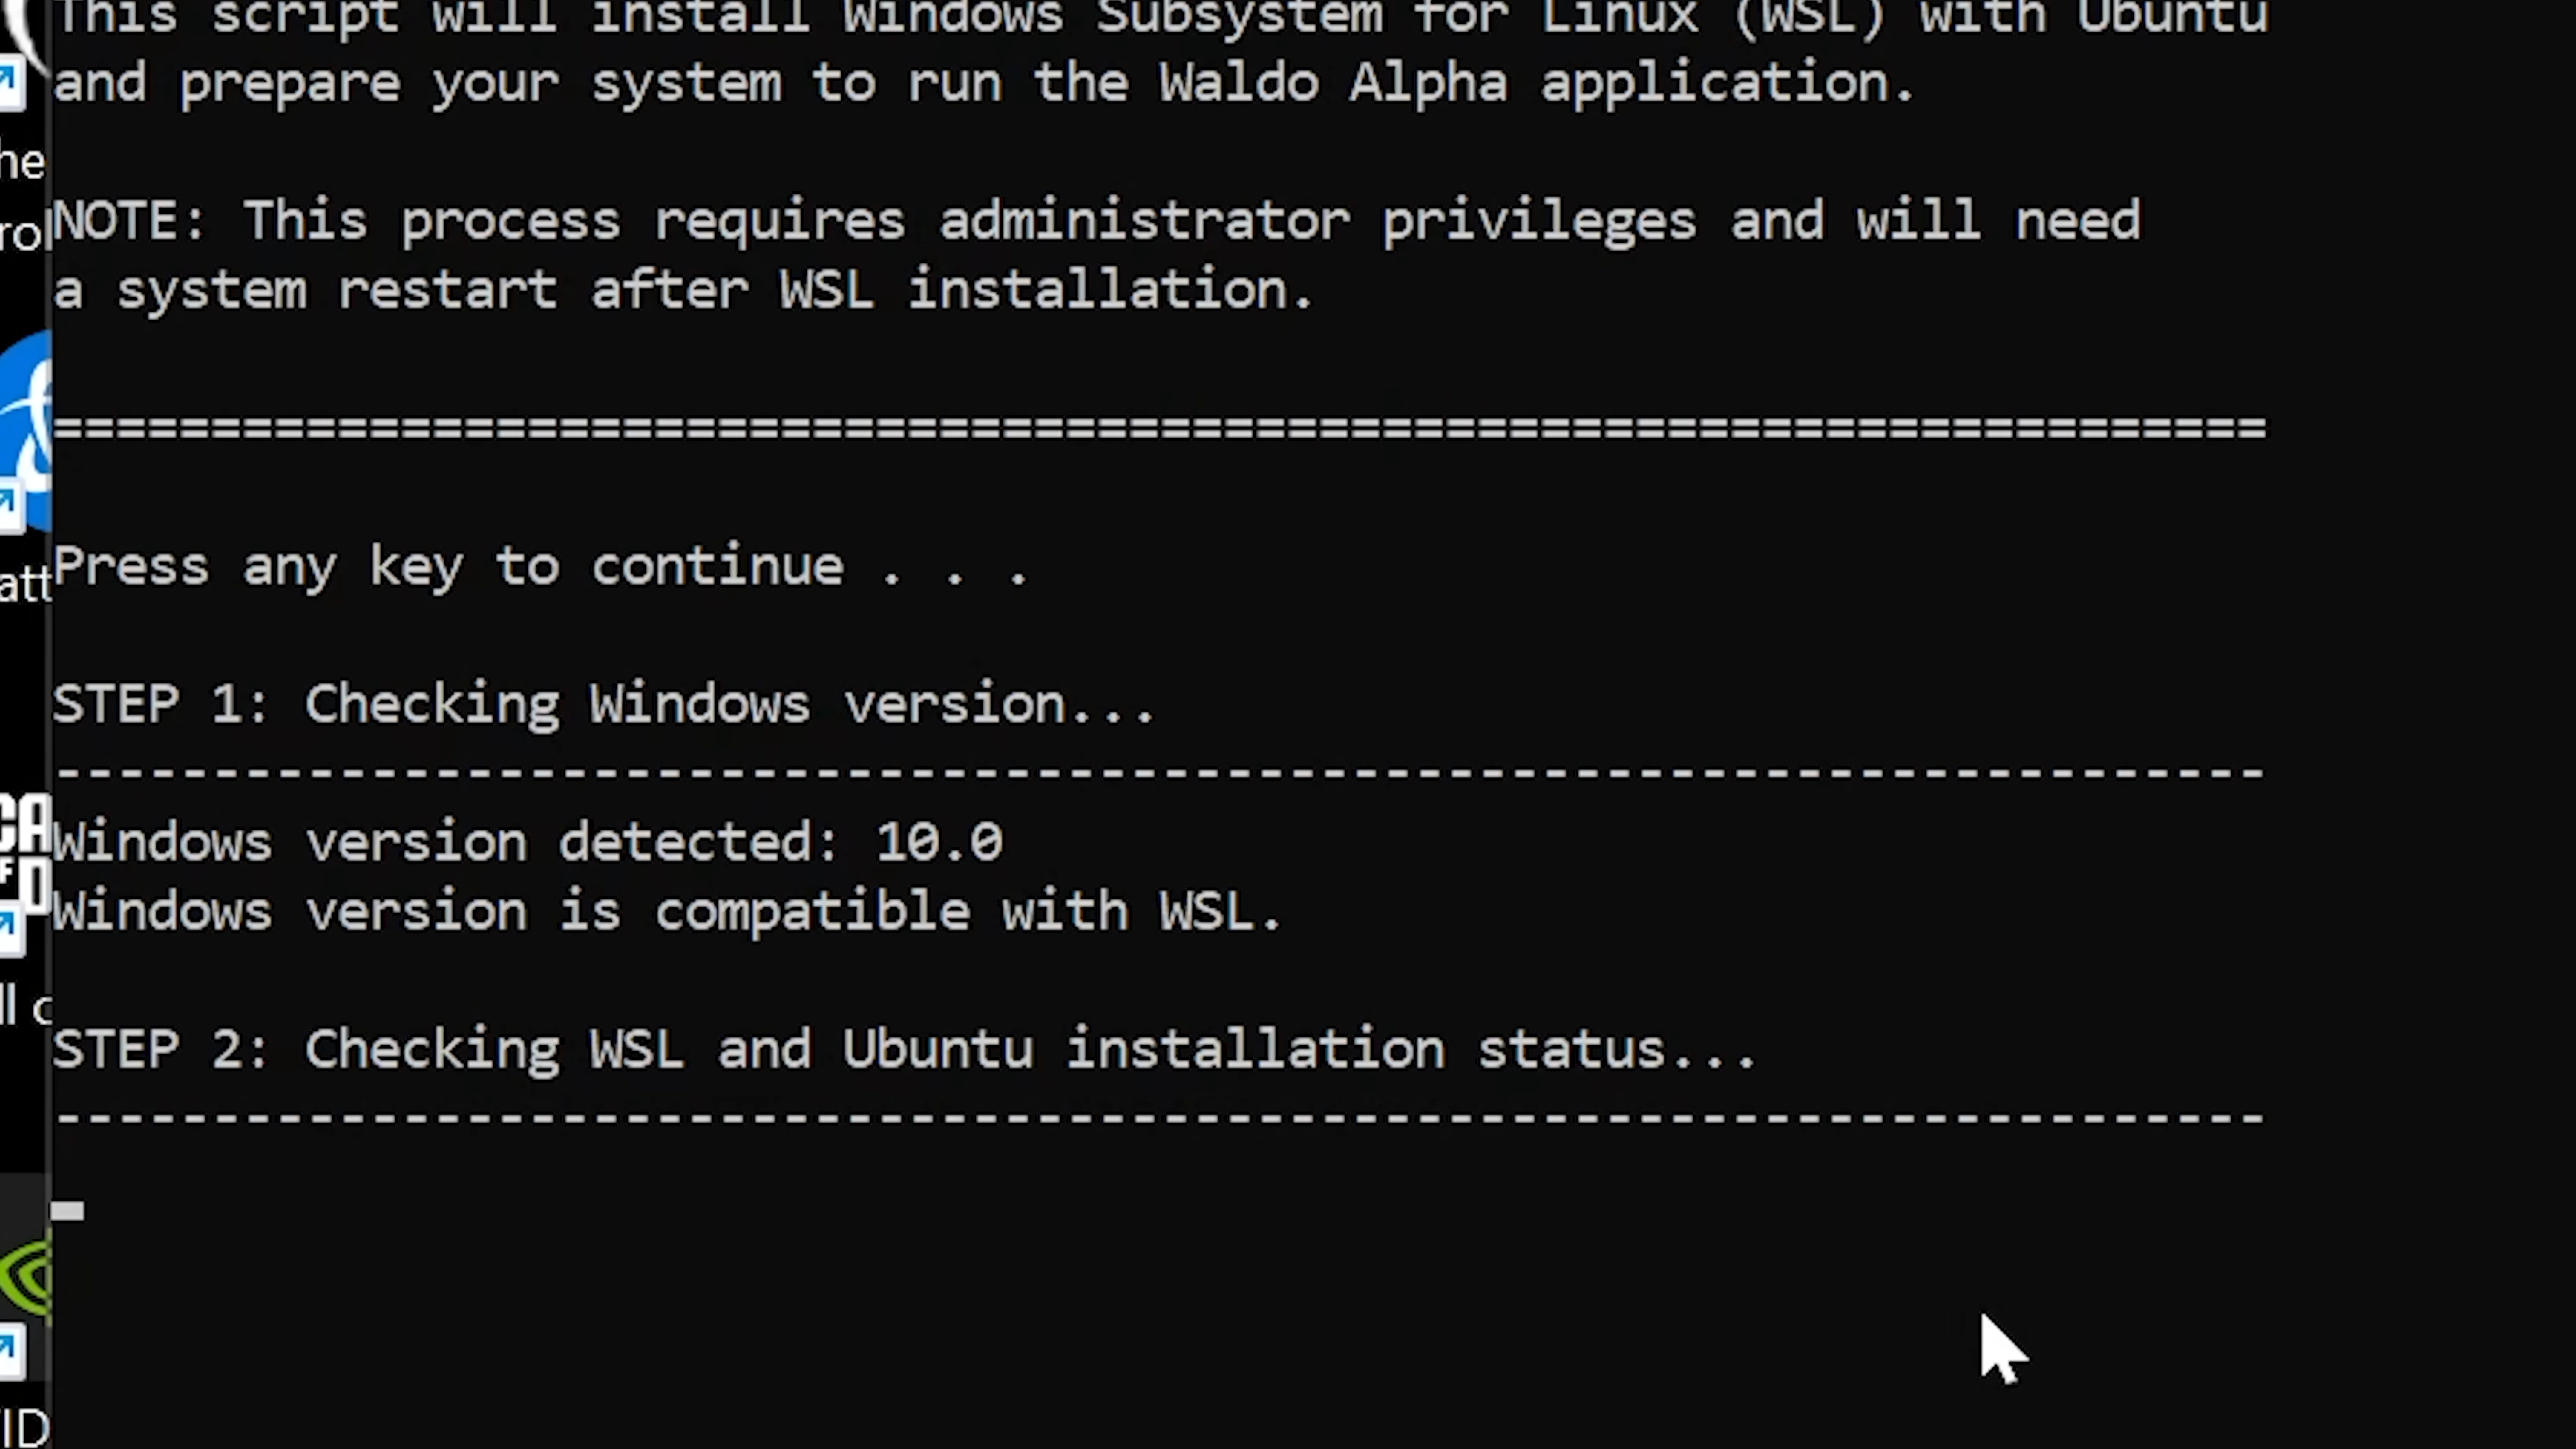 This script will install Windows Subsystem for Linux (WSL) with Ubuntu
and prepare your system to run the Waldo Alpha application.
NOTE: This process requires administrator privileges and will need
a system restart after WSL installation.
======================================================================
Press any key to continue . . .
STEP 1: Checking Windows version...
----------------------------------------------------------------------
Windows version detected: 10.0
Windows version is compatible with WSL.
STEP 2: Checking WSL and Ubuntu installation status...
----------------------------------------------------------------------